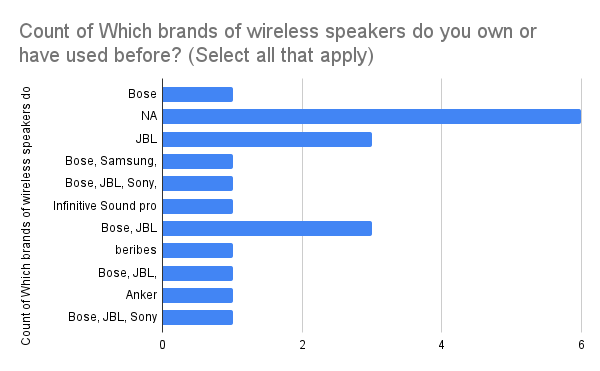 Count of Which brands of wireless speakers do you own or
have used before? (Select all that apply)
Count of Which brands of wireless speakers do
Bose
NA
JBL
Bose, Samsung,
Bose, JBL, Sony,
Infinitive Sound pro
Bose, JBL
beribes
Bose, JBL,
Anker
Bose, JBL, Sony
0 2 4 6